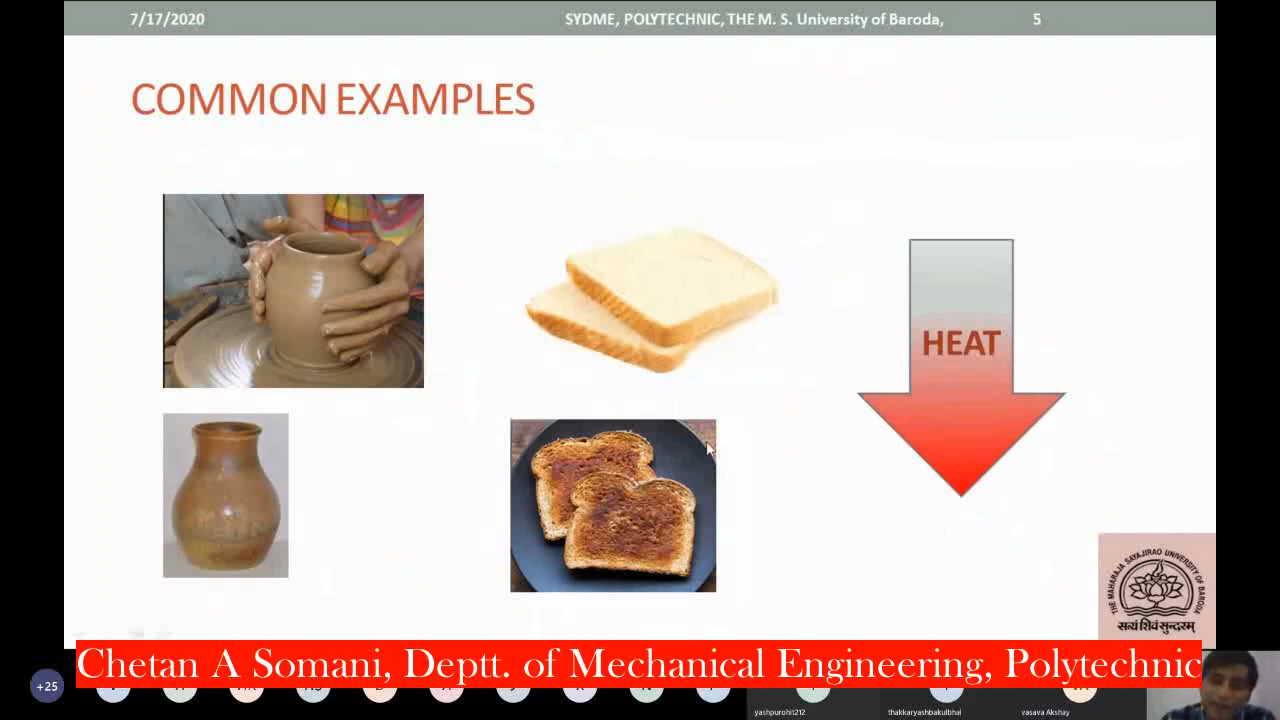 7/17/2020
SYDME, POLYTECHNIC, THE M. S. University of Baroda,
5
COMMON EXAMPLES
HEAT
THE MAHARAJA SAYAJIRAO UNIVERSITY OF BARODA
सत्यं शिवं सुन्दरम्
Chetan A Somani, Deptt. of Mechanical Engineering, Polytechnic
+25
yashpurohit212
thakkaryashbakulbhai
vasava Akshay